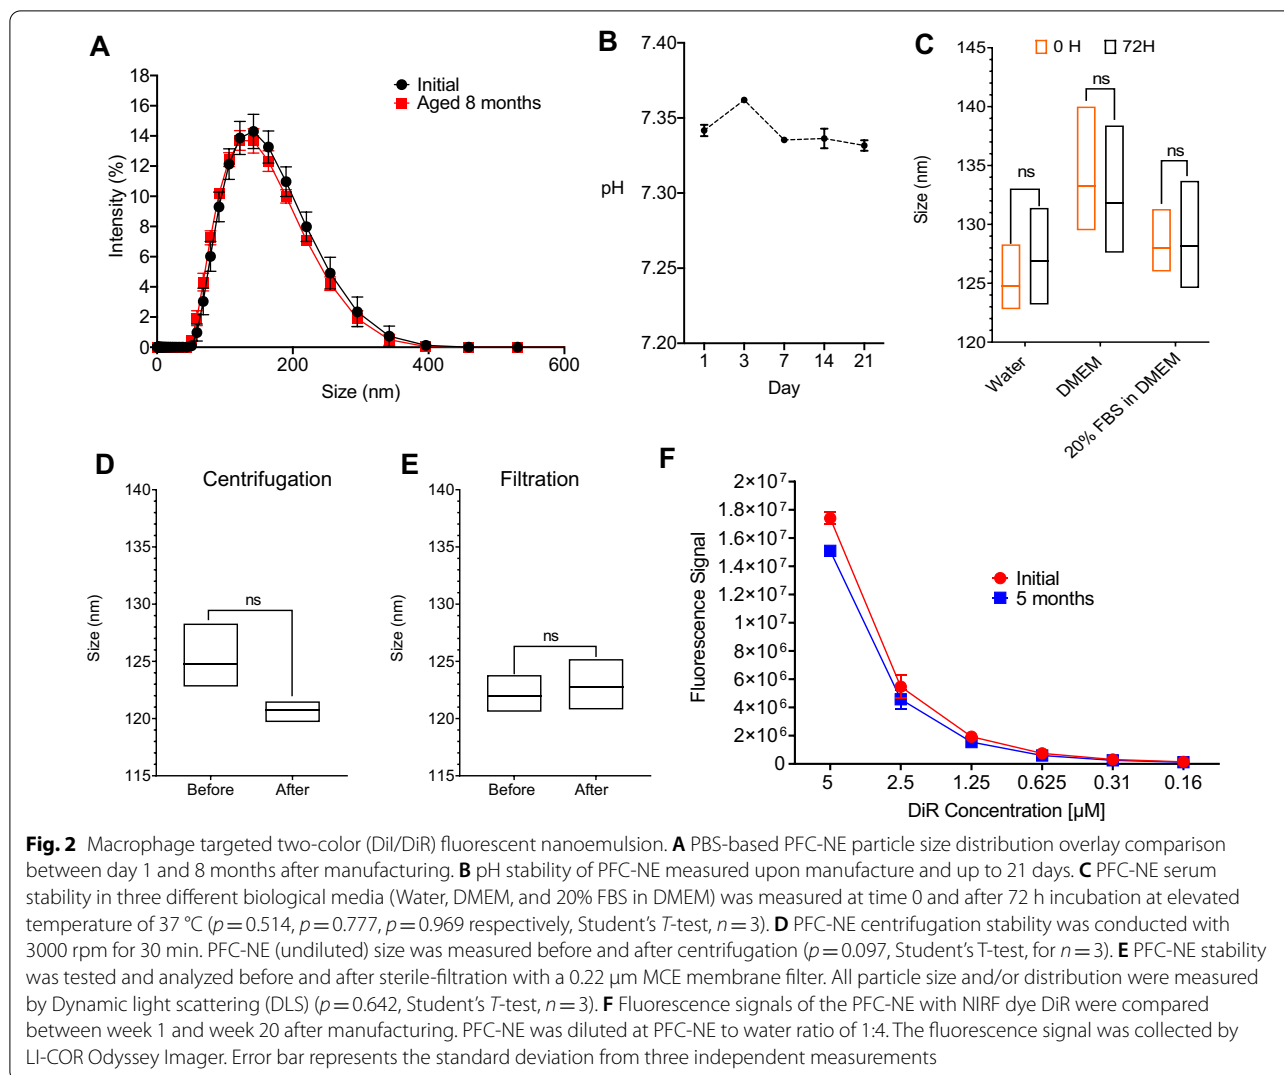 A
Initial
Aged 8 months
18
16
14
12
10
8
6
4
2
0
Intensity (%)
0
200
400
600
Size (nm)
B
7.40
7.35
7.30
7.25
7.20
pH
1
3
7
14
21
Day
C
0 H
72H
145
140
135
130
125
120
Size (nm)
ns
ns
ns
Water
DMEM
20% FBS in DMEM
D
Centrifugation
140
135
130
125
120
115
Size (nm)
ns
Before
After
E
Filtration
140
135
130
125
120
115
Size (nm)
ns
Before
After
F
2×10⁷
1.8×10⁷
1.6×10⁷
1.4×10⁷
1.2×10⁷
1×10⁷
8×10⁶
6×10⁶
4×10⁶
2×10⁶
0
Fluorescence Signal
Initial
5 months
5
2.5
1.25
0.625
0.31
0.16
DiR Concentration [µM]
Fig. 2 Macrophage targeted two-color (DiI/DiR) fluorescent nanoemulsion. A PBS-based PFC-NE particle size distribution overlay comparison
between day 1 and 8 months after manufacturing. B pH stability of PFC-NE measured upon manufacture and up to 21 days. C PFC-NE serum
stability in three different biological media (Water, DMEM, and 20% FBS in DMEM) was measured at time 0 and after 72 h incubation at elevated
temperature of 37 °C (p = 0.514, p = 0.777, p = 0.969 respectively, Student's T-test, n = 3). D PFC-NE centrifugation stability was conducted with
3000 rpm for 30 min. PFC-NE (undiluted) size was measured before and after centrifugation (p = 0.097, Student's T-test, for n = 3). E PFC-NE stability
was tested and analyzed before and after sterile-filtration with a 0.22 µm MCE membrane filter. All particle size and/or distribution were measured
by Dynamic light scattering (DLS) (p = 0.642, Student's T-test, n = 3). F Fluorescence signals of the PFC-NE with NIRF dye DiR were compared
between week 1 and week 20 after manufacturing. PFC-NE was diluted at PFC-NE to water ratio of 1:4. The fluorescence signal was collected by
LI-COR Odyssey Imager. Error bar represents the standard deviation from three independent measurements